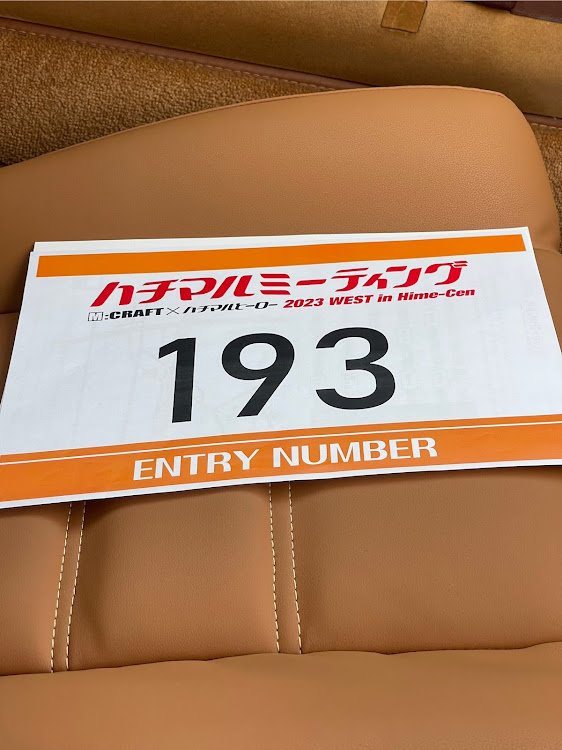 ハチマルミーティング
M:CRAFT×ハチマルヒーロー 2023 WEST in Hime-Cen
193
ENTRY NUMBER